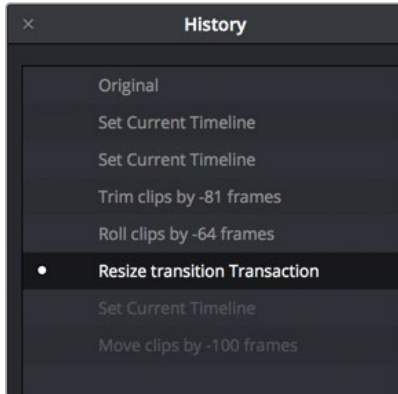 × History
Original
Set Current Timeline
Set Current Timeline
Trim clips by -81 frames
Roll clips by -64 frames
Resize transition Transaction
Set Current Timeline
Move clips by -100 frames